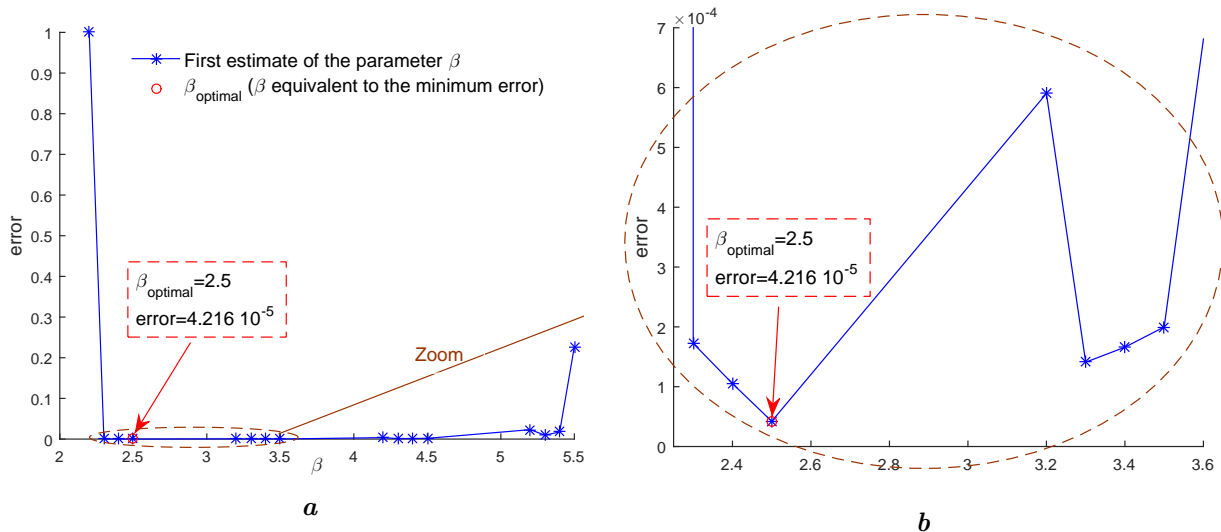 1
0.9
0.8
0.7
0.6
0.5
0.4
0.3
0.2
0.1
0
error
2
2.5
3
3.5
4
4.5
5
5.5
β
First estimate of the parameter β
β_optimal (β equivalent to the minimum error)
β_optimal=2.5
error=4.216 10^-5
Zoom
a
×10^-4
7
6
5
4
3
2
1
0
error
2.4
2.6
2.8
3
3.2
3.4
3.6
β_optimal=2.5
error=4.216 10^-5
b